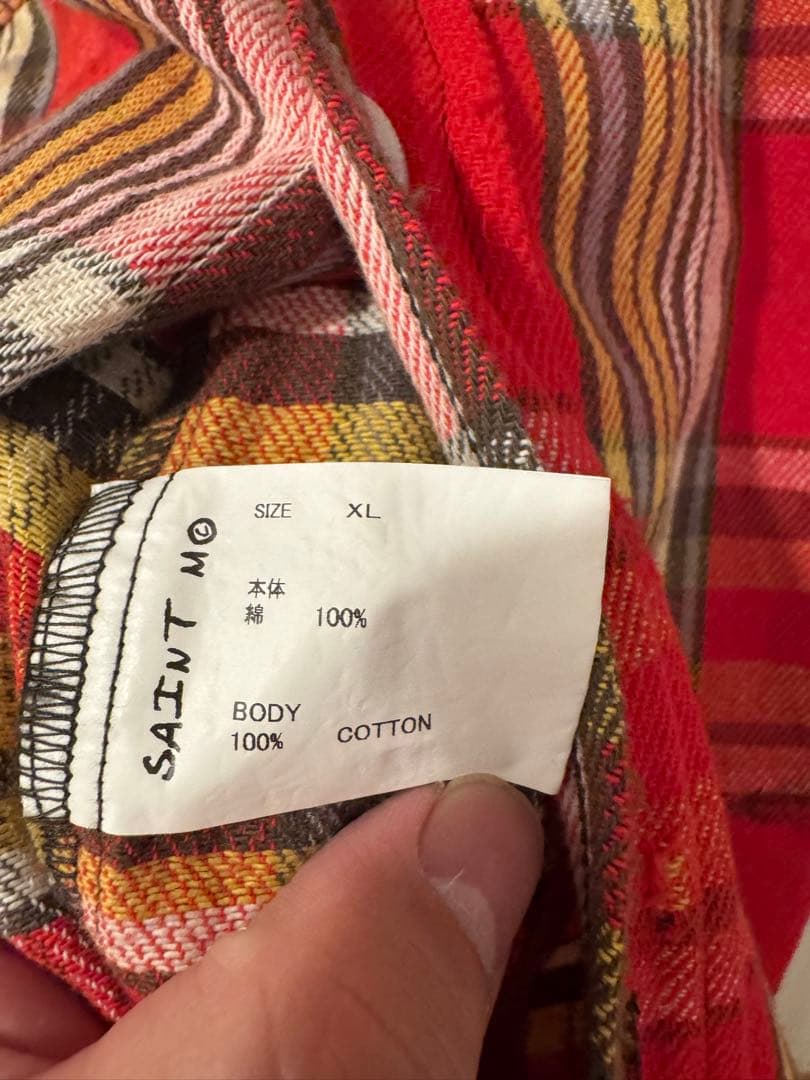 SAINT M©
SIZE XL
本体
綿 100%
BODY
100% COTTON